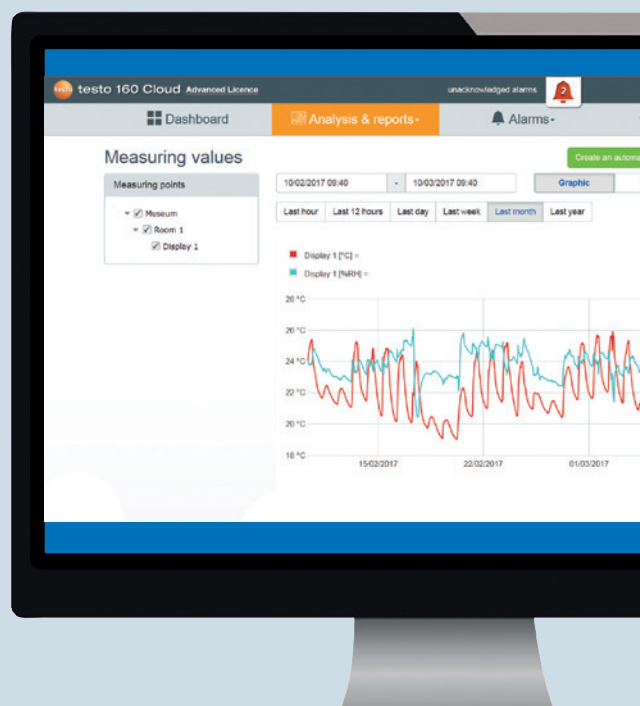 testo
testo 160 Cloud Advanced Licence
unacknowledged alarms
2
Dashboard
Analysis & reports
Alarms
Measuring values
Create an automa
Measuring points
Museum
Room 1
Display 1
10/02/2017 09:40 - 10/03/2017 09:40
Graphic
Last hour Last 12 hours Last day Last week Last month Last year
Display 1 [°C] =
Display 1 [%RH] =
28 °C
26 °C
24 °C
22 °C
20 °C
18 °C
15/02/2017 22/02/2017 01/03/2017